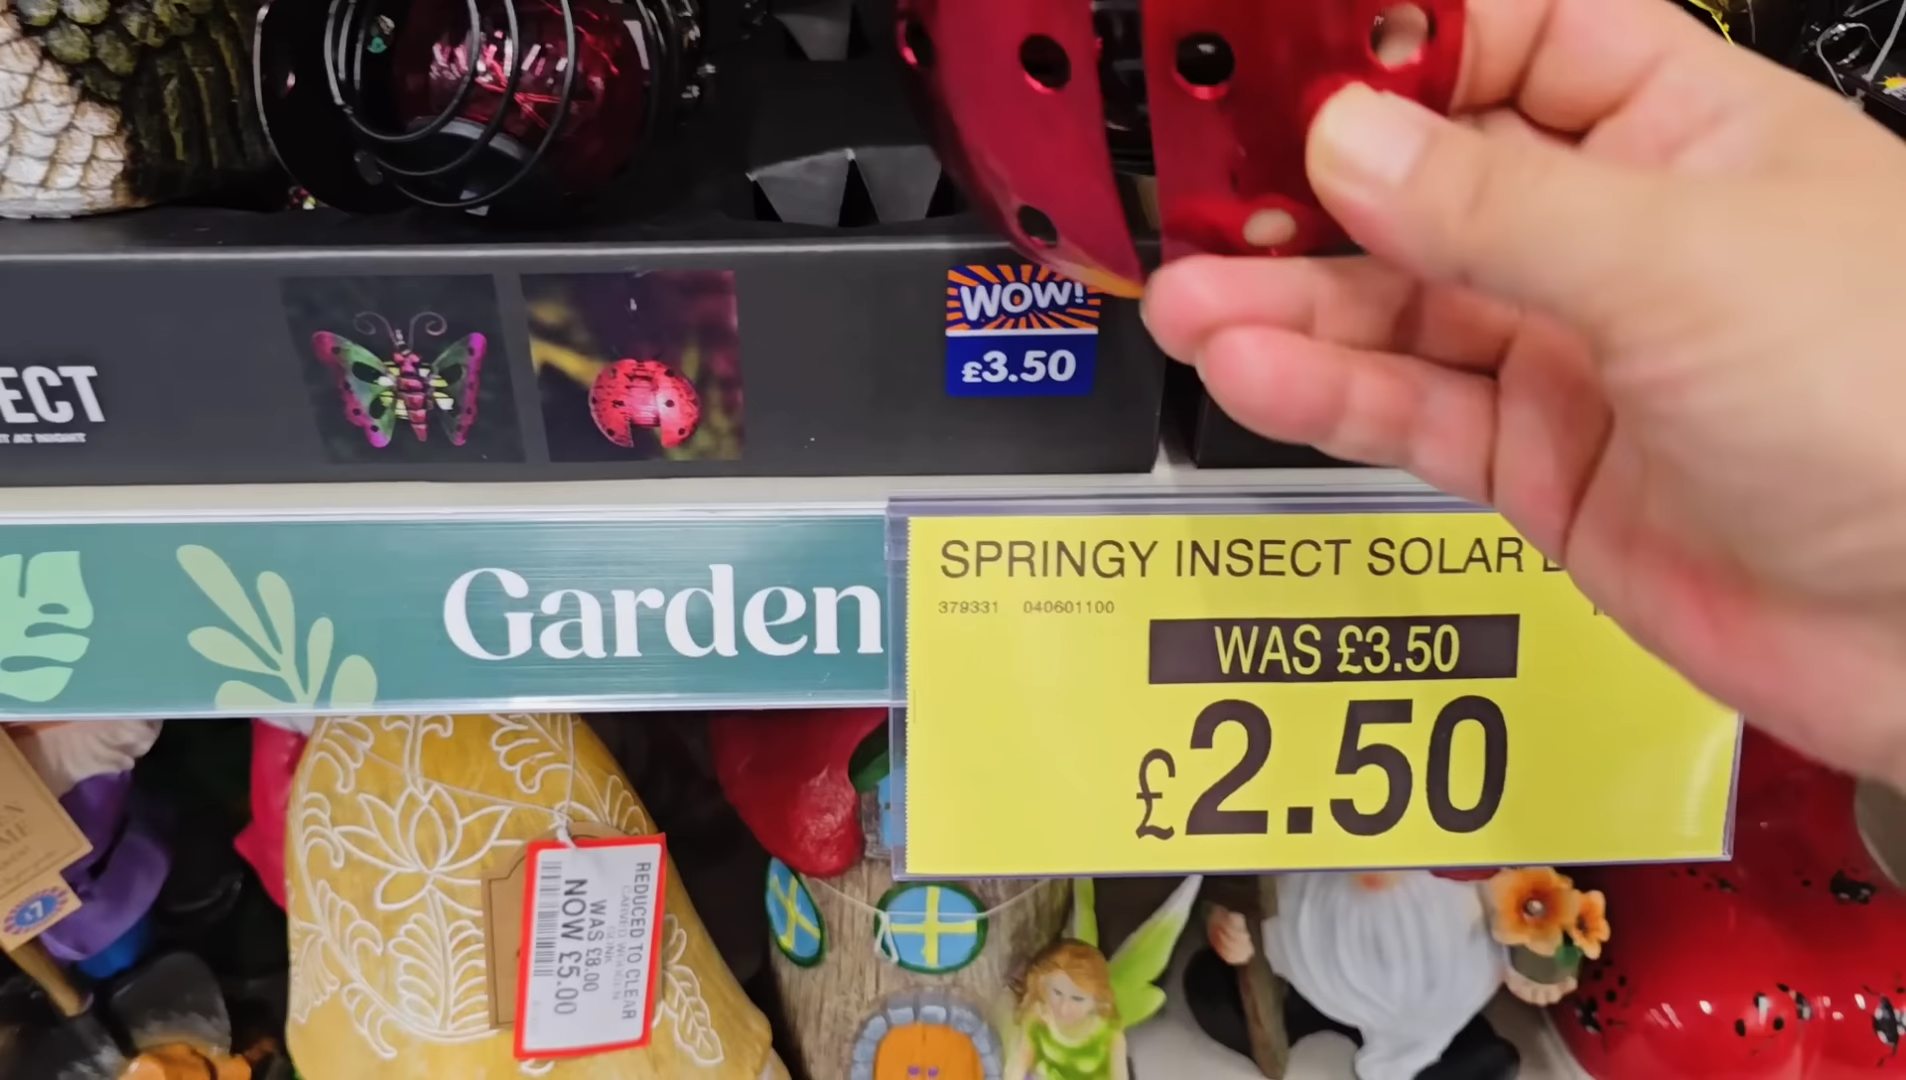 WOW!
£3.50
ECT
Garden
SPRINGY INSECT SOLAR
379331 040601100
WAS £3.50
£2.50
REDUCED TO CLEAR
WAS £8.00
NOW £5.00
£7